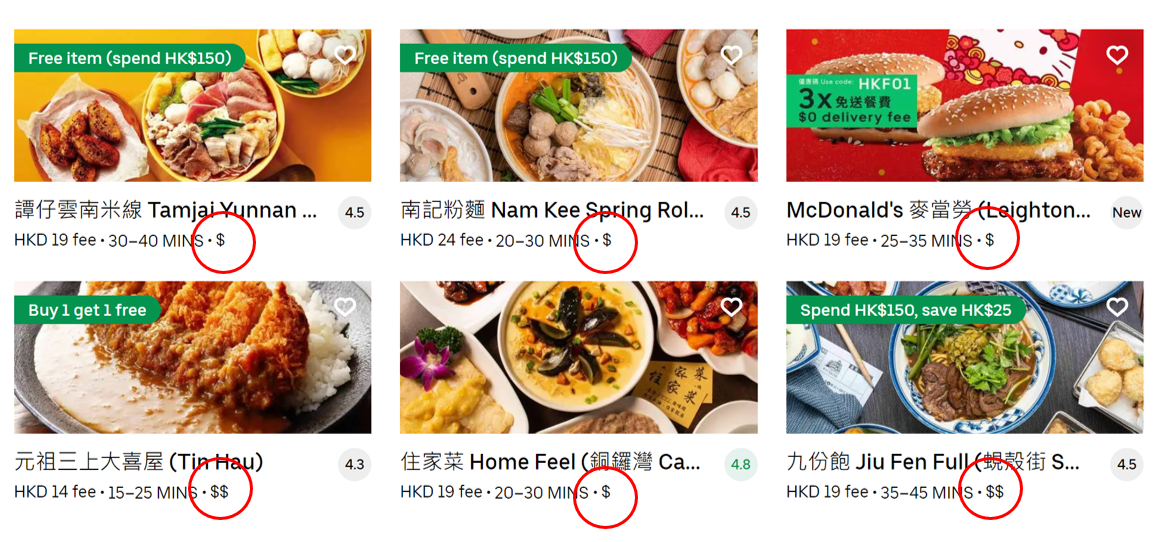 Free item (spend HK$150)
譚仔雲南米線 Tamjai Yunnan ...
4.5
HKD 19 fee • 30–40 MINS • $
Free item (spend HK$150)
南記粉麵 Nam Kee Spring Rol...
4.5
HKD 24 fee • 20–30 MINS • $
優惠碼 Use code: HKF01
3x 免送餐費
$0 delivery fee
McDonald's 麥當勞 (Leighton...
New
HKD 19 fee • 25–35 MINS • $
Buy 1 get 1 free
元祖三上大喜屋 (Tin Hau)
4.3
HKD 14 fee • 15–25 MINS • $$
住家菜
家菜
住家菜 Home Feel (銅鑼灣 Ca...
4.8
HKD 19 fee • 20–30 MINS • $
Spend HK$150, save HK$25
九份飽 Jiu Fen Full (蜆殼街 S...
4.5
HKD 19 fee • 35–45 MINS • $$